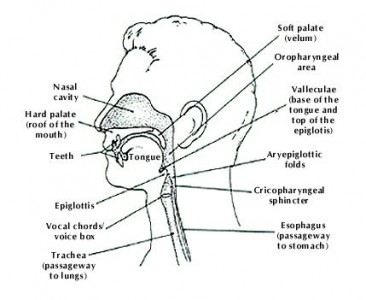 Soft palate
(velum)
Oropharyngeal
area
Nasal
cavity
Valleculae
(base of the
tongue and
top of the
epiglotis)
Hard palate
(roof of the
mouth)
Teeth
Tongue
Aryepiglottic
folds
Cricopharyngeal
sphincter
Epiglottis
Vocal chords/
voice box
Esophagus
(passageway
to stomach)
Trachea
(passageway
to lungs)